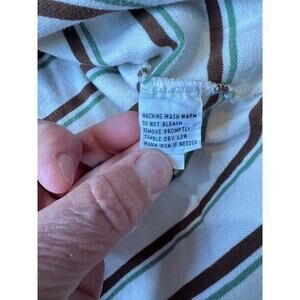 MACHINE WASH WARM
DO NOT BLEACH
REMOVE PROMPTLY
TUMBLE DRY LOW
WARM IRON IF NEEDED